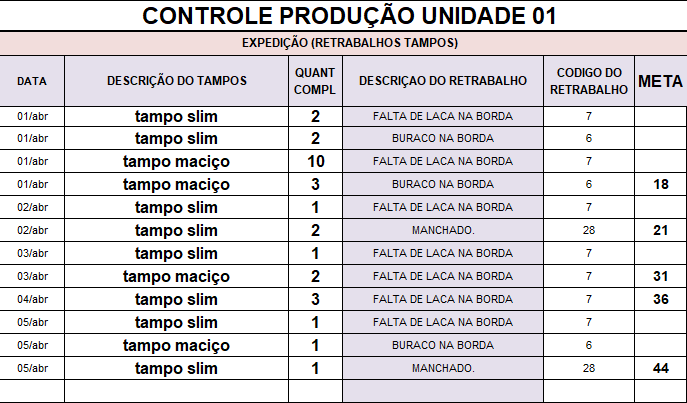 CONTROLE PRODUÇÃO UNIDADE 01
EXPEDIÇÃO (RETRABALHOS TAMPOS)
DATA DESCRIÇÃO DO TAMPOS QUANT COMPL DESCRIÇAO DO RETRABALHO CODIGO DO RETRABALHO META
01/abr tampo slim 2 FALTA DE LACA NA BORDA 7
01/abr tampo slim 2 BURACO NA BORDA 6
01/abr tampo maciço 10 FALTA DE LACA NA BORDA 7
01/abr tampo maciço 3 BURACO NA BORDA 6 18
02/abr tampo slim 1 FALTA DE LACA NA BORDA 7
02/abr tampo slim 2 MANCHADO. 28 21
03/abr tampo slim 1 FALTA DE LACA NA BORDA 7
03/abr tampo maciço 2 FALTA DE LACA NA BORDA 7 31
04/abr tampo slim 3 FALTA DE LACA NA BORDA 7 36
05/abr tampo slim 1 FALTA DE LACA NA BORDA 7
05/abr tampo maciço 1 BURACO NA BORDA 6
05/abr tampo slim 1 MANCHADO. 28 44